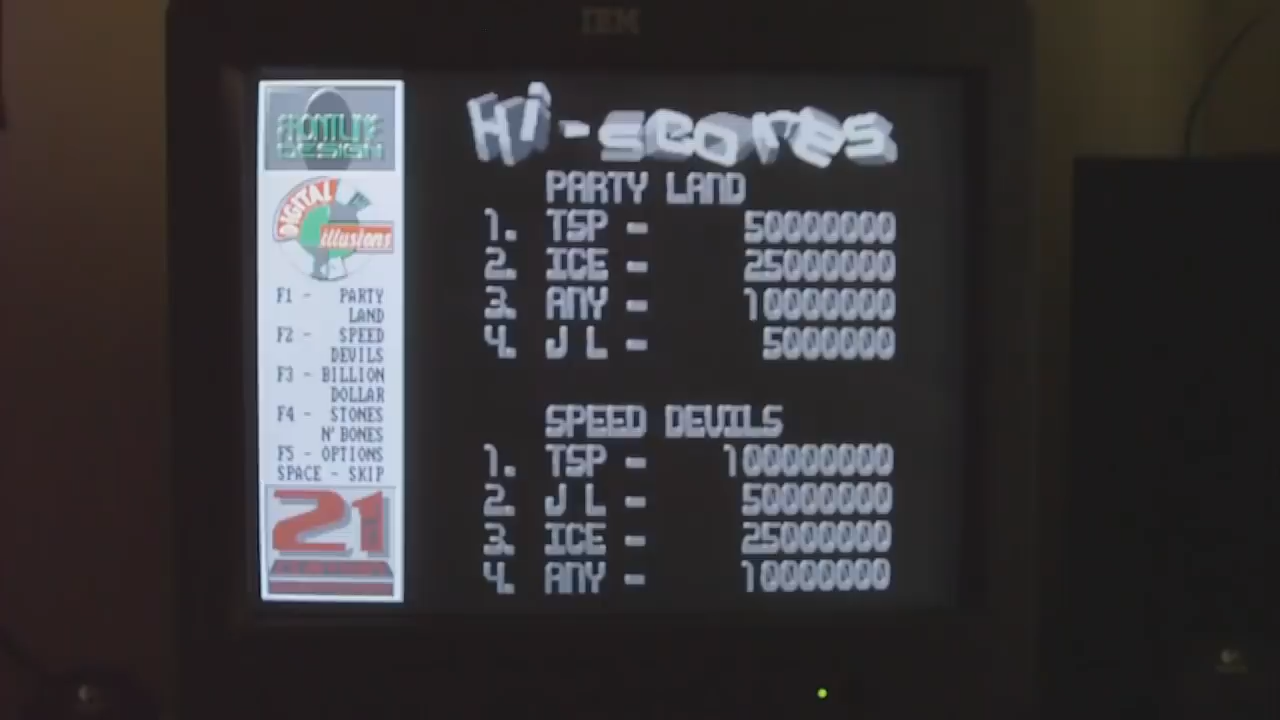 IBM
FRONTLINE
DESIGN
DIGITAL
illusions
F1 - PARTY
LAND
F2 - SPEED
DEVILS
F3 - BILLION
DOLLAR
F4 - STONES
N'BONES
F5 - OPTIONS
SPACE - SKIP
21
Hi-scores
PARTY LAND
1. TSP - 50000000
2. ICE - 25000000
3. ANY - 10000000
4. J L - 5000000
SPEED DEVILS
1. TSP - 100000000
2. J L - 50000000
3. ICE - 25000000
4. ANY - 10000000